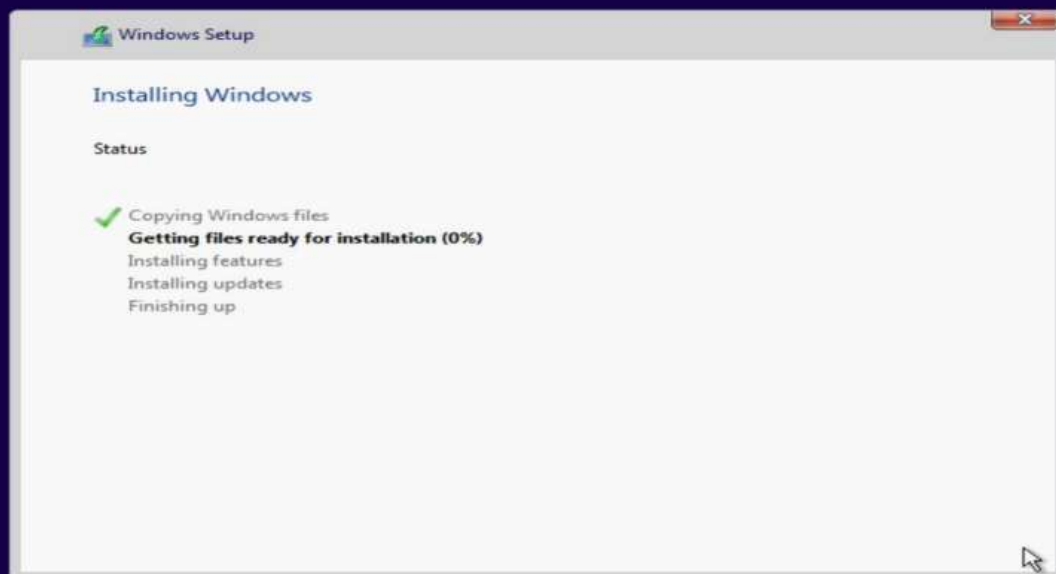 Windows Setup
Installing Windows
Status
Copying Windows files
Getting files ready for installation (0%)
Installing features
Installing updates
Finishing up